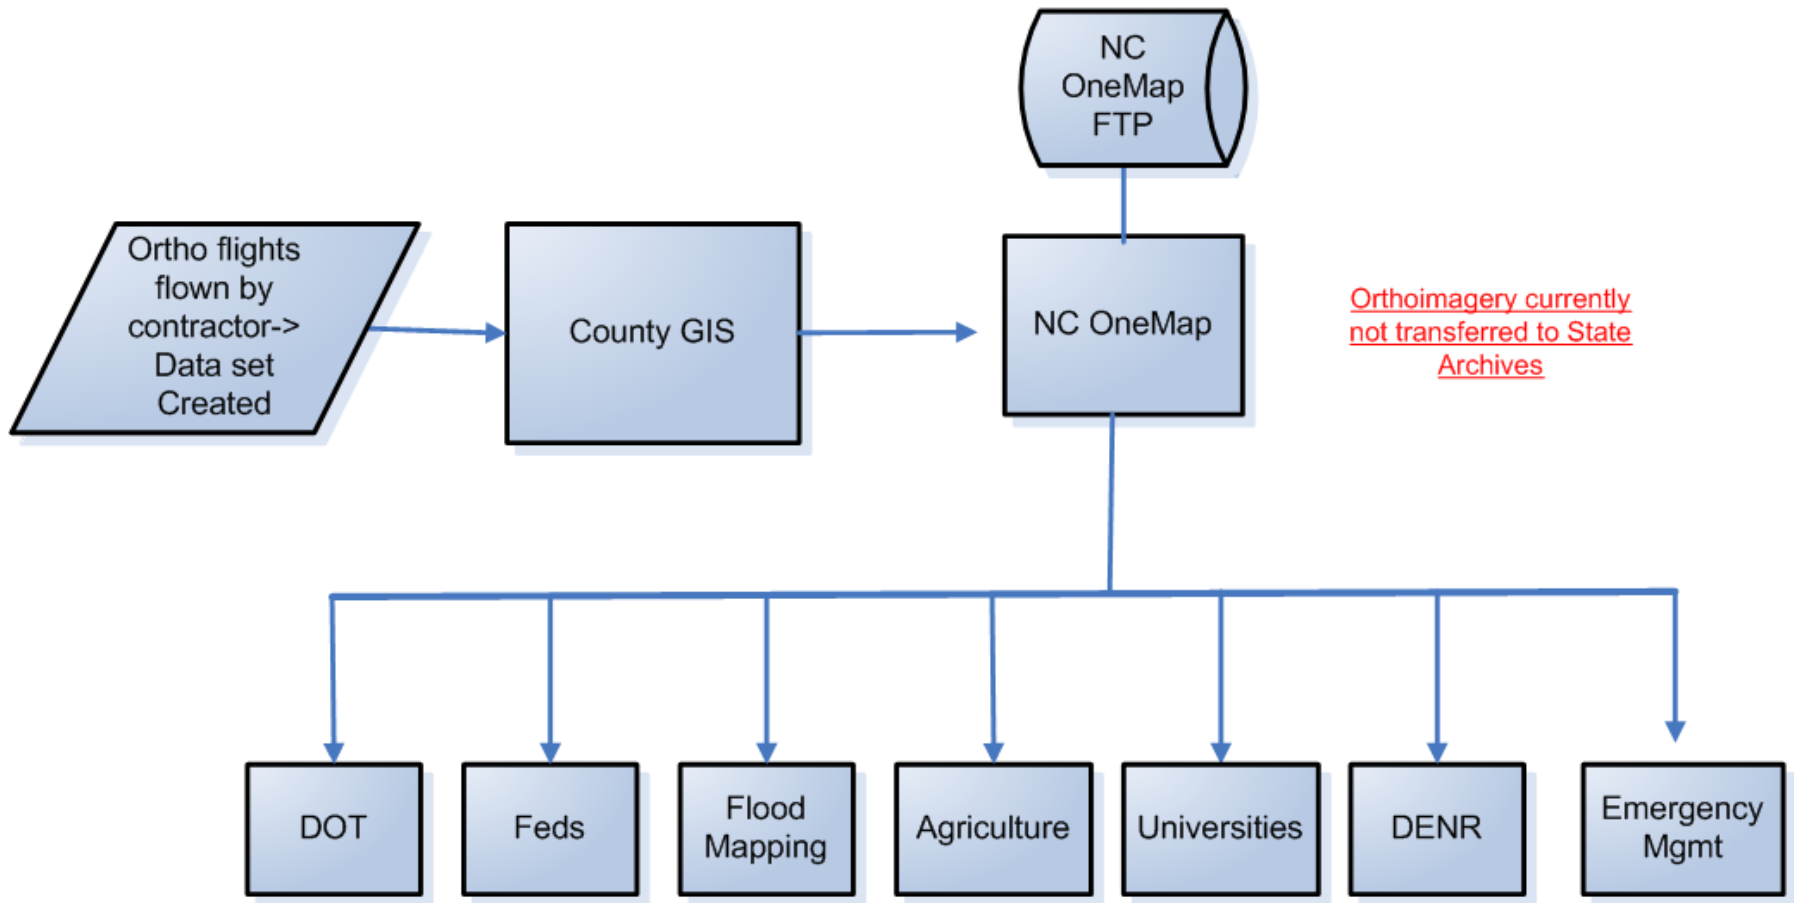 NC
OneMap
FTP
Ortho flights
flown by
contractor->
Data set
Created
County GIS
NC OneMap
Orthoimagery currently
not transferred to State
Archives
DOT
Feds
Flood
Mapping
Agriculture
Universities
DENR
Emergency
Mgmt